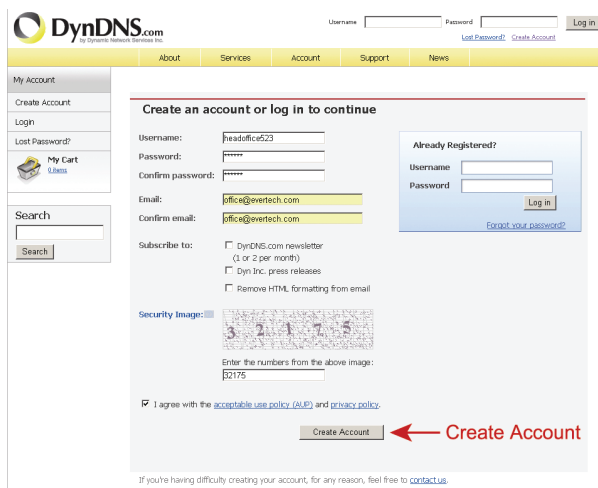 DynDNS.com
by Dynamic Network Services Inc.
Username
Password
Log in
Lost Password?
Create Account
About
Services
Account
Support
News
My Account
Create Account
Login
Lost Password?
My Cart
0 items
Search
Search
Create an account or log in to continue
Username: headoffice523
Password: ******
Confirm password: ******
Email: office@evertech.com
Confirm email: office@evertech.com
Subscribe to:
DynDNS.com newsletter
(1 or 2 per month)
Dyn Inc. press releases
Remove HTML formatting from email
Security Image:
3 2 1 7 5
Enter the numbers from the above image:
32175
I agree with the acceptable use policy (AUP) and privacy policy.
Create Account
Create Account
Already Registered?
Username
Password
Log in
Forgot your password?
If you're having difficulty creating your account, for any reason, feel free to contact us.